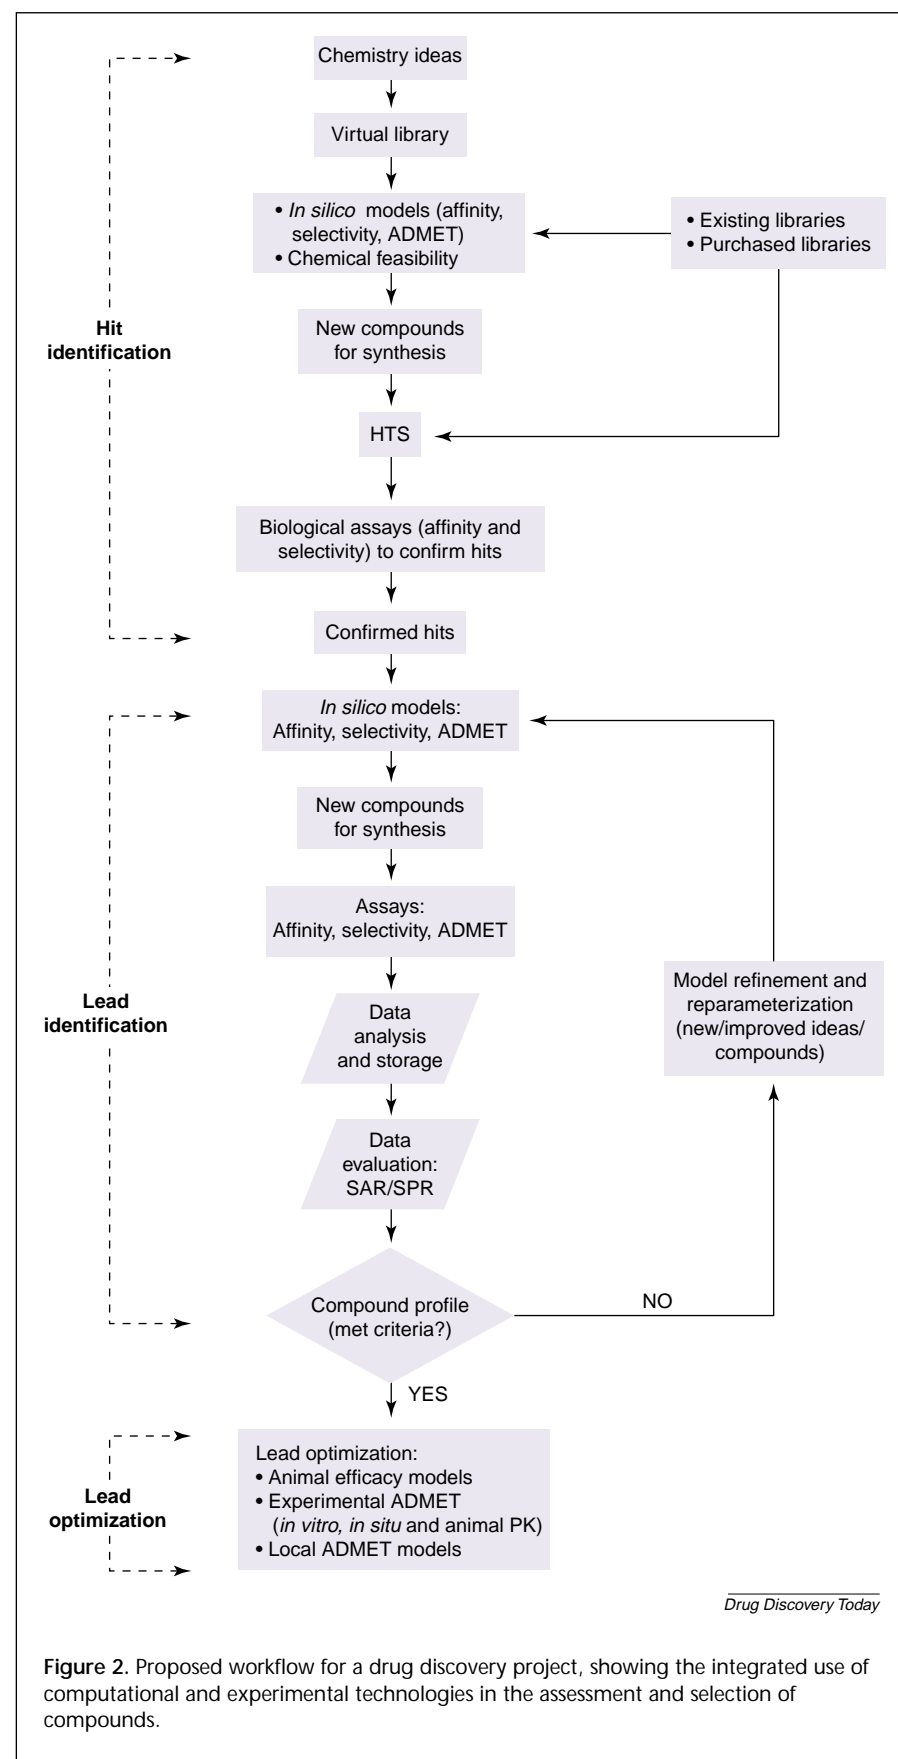 Chemistry ideas
Virtual library
• In silico models (affinity,
selectivity, ADMET)
• Chemical feasibility
• Existing libraries
• Purchased libraries
New compounds
for synthesis
Hit
identification
HTS
Biological assays (affinity and
selectivity) to confirm hits
Confirmed hits
In silico models:
Affinity, selectivity, ADMET
New compounds
for synthesis
Assays:
Affinity, selectivity, ADMET
Lead
identification
Data
analysis
and storage
Model refinement and
reparameterization
(new/improved ideas/
compounds)
Data
evaluation:
SAR/SPR
Compound profile
(met criteria?)
NO
YES
Lead
optimization
Lead optimization:
• Animal efficacy models
• Experimental ADMET
(in vitro, in situ and animal PK)
• Local ADMET models
Drug Discovery Today
Figure 2. Proposed workflow for a drug discovery project, showing the integrated use of
computational and experimental technologies in the assessment and selection of
compounds.